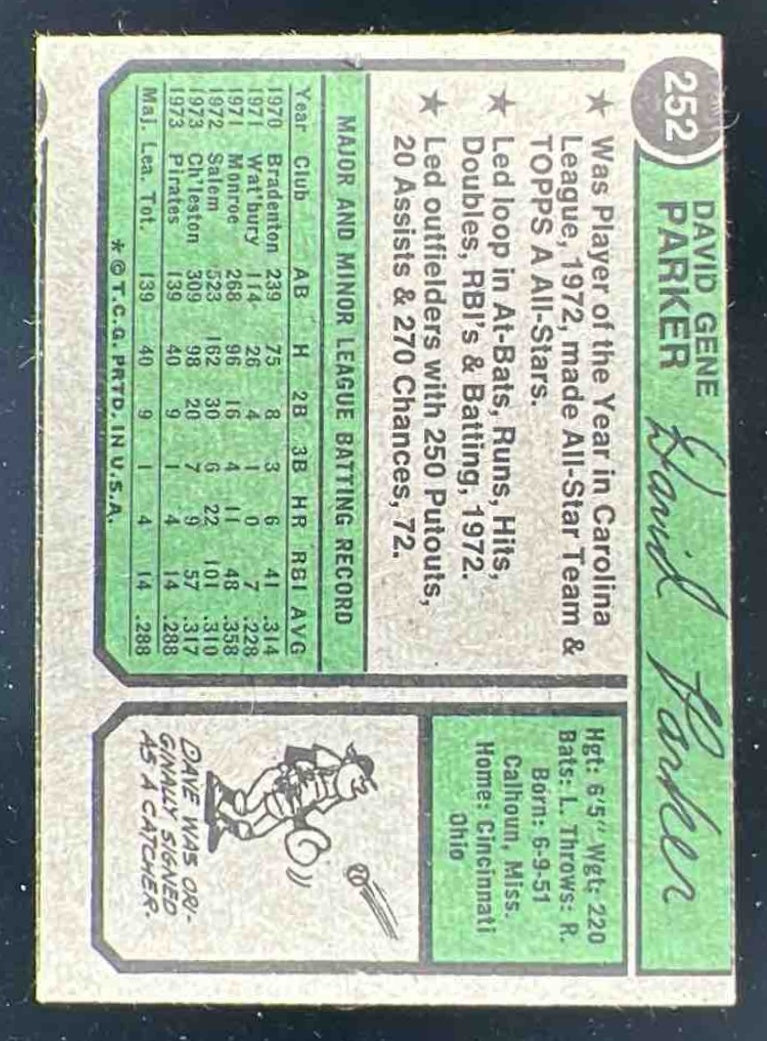 252
DAVID GENE
PARKER
David Parker
★ Was Player of the Year in Carolina
League, 1972, made All-Star Team &
TOPPS A All-Stars.
★ Led loop in At-Bats, Runs, Hits,
Doubles, RBI's & Batting, 1972.
★ Led outfielders with 250 Putouts,
20 Assists & 270 Chances, 72.
Hgt: 6'5" Wgt: 220
Bats: L. Throws: R.
Born: 6-9-51
Calhoun, Miss.
Home: Cincinnati
Ohio
MAJOR AND MINOR LEAGUE BATTING RECORD
Year Club AB H 2B 3B HR RBI AVG
1970 Bradenton 239 75 8 3 6 41 .314
1971 Wat'bury 114 26 4 1 0 7 .228
1971 Monroe 268 96 16 4 11 48 .358
1972 Salem 523 162 30 6 22 101 .310
1973 Ch'leston 309 98 20 7 9 57 .317
1973 Pirates 139 40 9 1 4 14 .288
Maj. Lea. Tot. 139 40 9 1 4 14 .288
* © T.C.G. PRTD. IN U.S.A.
DAVE WAS ORI-
GINALLY SIGNED
AS A CATCHER.